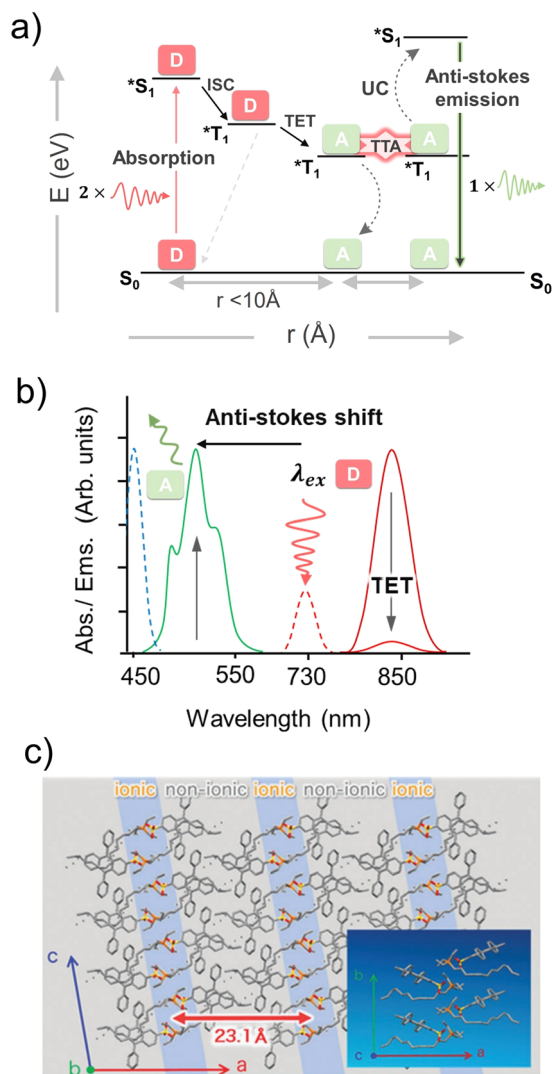 a)
*S1
D
ISC
D
*S1
Anti-stokes
emission
UC
TET
*T1
A
TTA
A
*T1
*T1
Absorption
2 ×
1 ×
E (eV)
D
A
A
S0
S0
r <10Å
r (Å)
b)
Anti-stokes shift
A
λex
D
TET
Abs./ Ems. (Arb. units)
450
550
730
850
Wavelength (nm)
c)
ionic non-ionic ionic non-ionic ionic
c
b
a
23.1Å
b
c
a